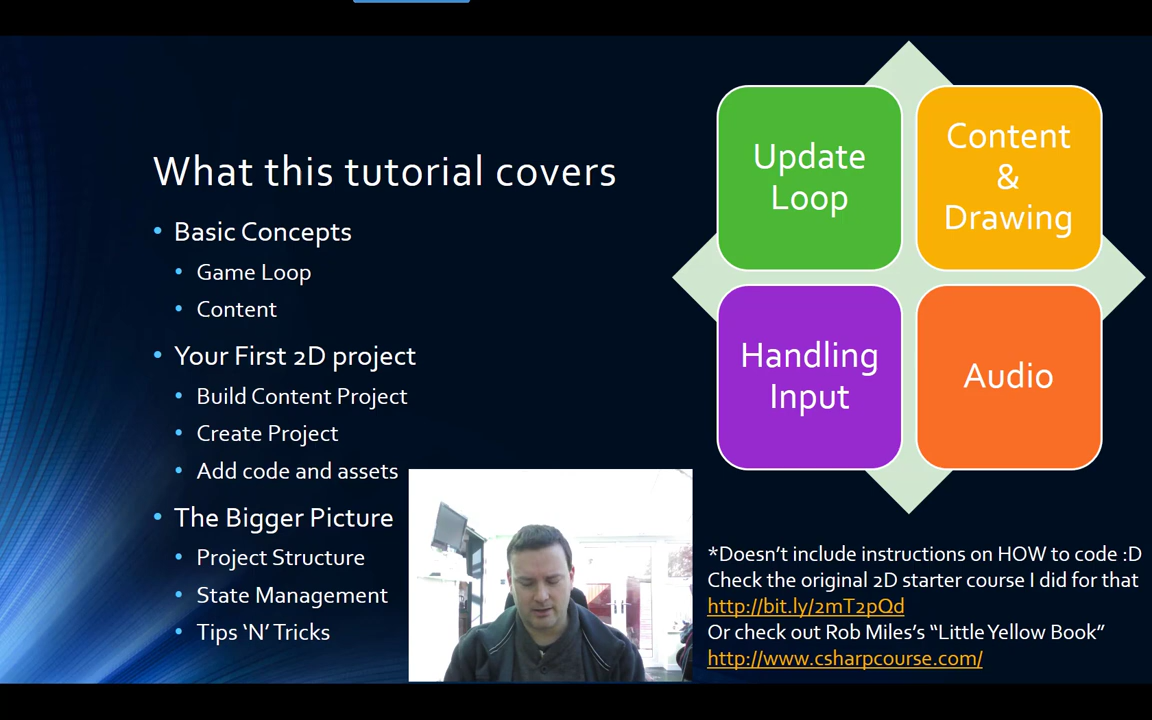 What this tutorial covers
• Basic Concepts
• Game Loop
• Content
• Your First 2D project
• Build Content Project
• Create Project
• Add code and assets
• The Bigger Picture
• Project Structure
• State Management
• Tips ‘N’ Tricks
Update
Loop
Content
&
Drawing
Handling
Input
Audio
*Doesn’t include instructions on HOW to code :D
Check the original 2D starter course I did for that
http://bit.ly/2mT2pQd
Or check out Rob Miles’s “Little Yellow Book”
http://www.csharpcourse.com/